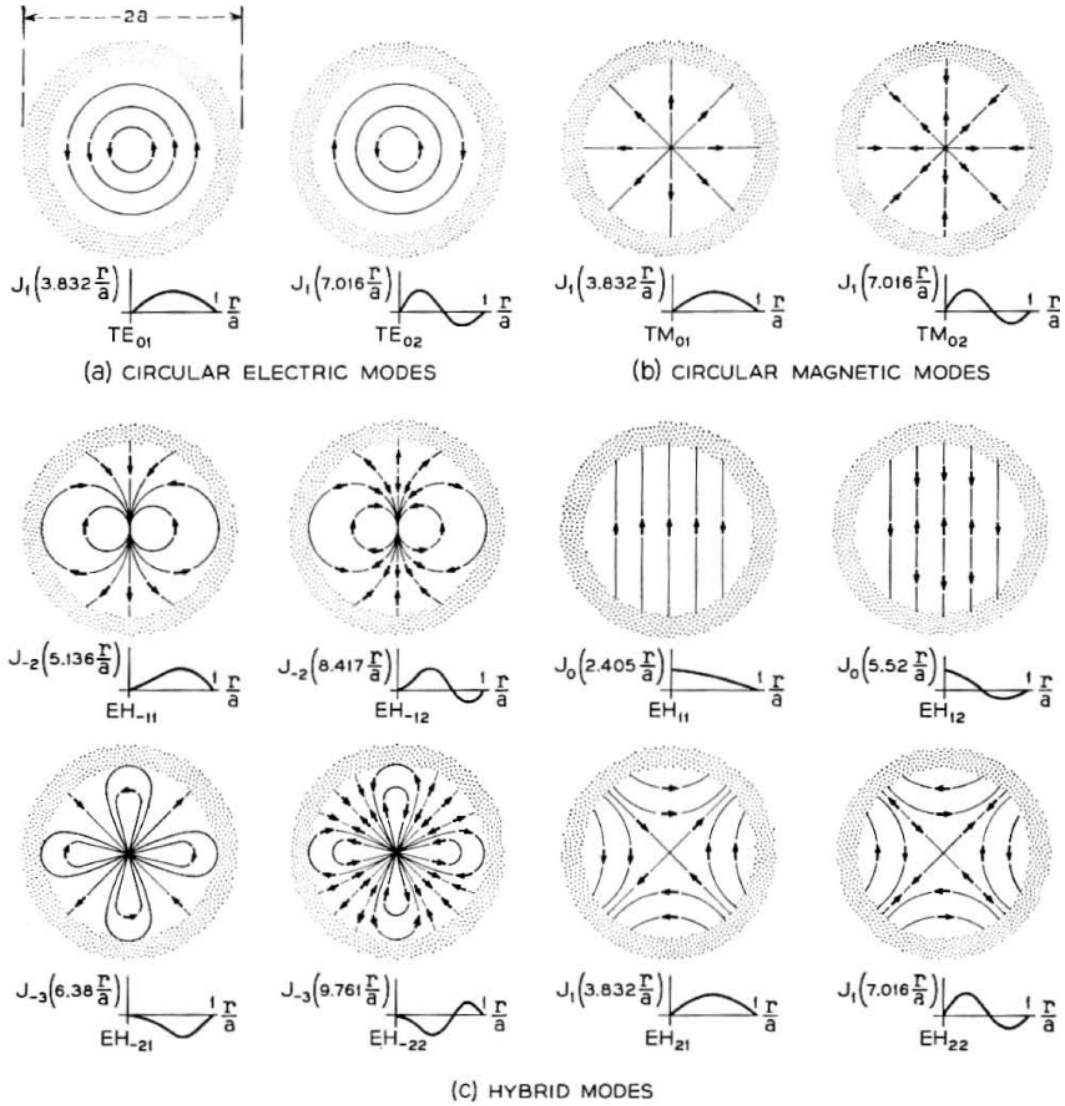 2a
J₁(3.832 r/a) 1 r/a
TE₀₁
J₁(7.016 r/a) 1 r/a
TE₀₂
(a) CIRCULAR ELECTRIC MODES
J₁(3.832 r/a) 1 r/a
TM₀₁
J₁(7.016 r/a) 1 r/a
TM₀₂
(b) CIRCULAR MAGNETIC MODES
J₋₂(5.136 r/a) 1 r/a
EH₋₁₁
J₋₂(8.417 r/a) 1 r/a
EH₋₁₂
J₀(2.405 r/a) 1 r/a
EH₁₁
J₀(5.52 r/a) 1 r/a
EH₁₂
J₋₃(6.38 r/a) 1 r/a
EH₋₂₁
J₋₃(9.761 r/a) 1 r/a
EH₋₂₂
J₁(3.832 r/a) 1 r/a
EH₂₁
J₁(7.016 r/a) 1 r/a
EH₂₂
(c) HYBRID MODES